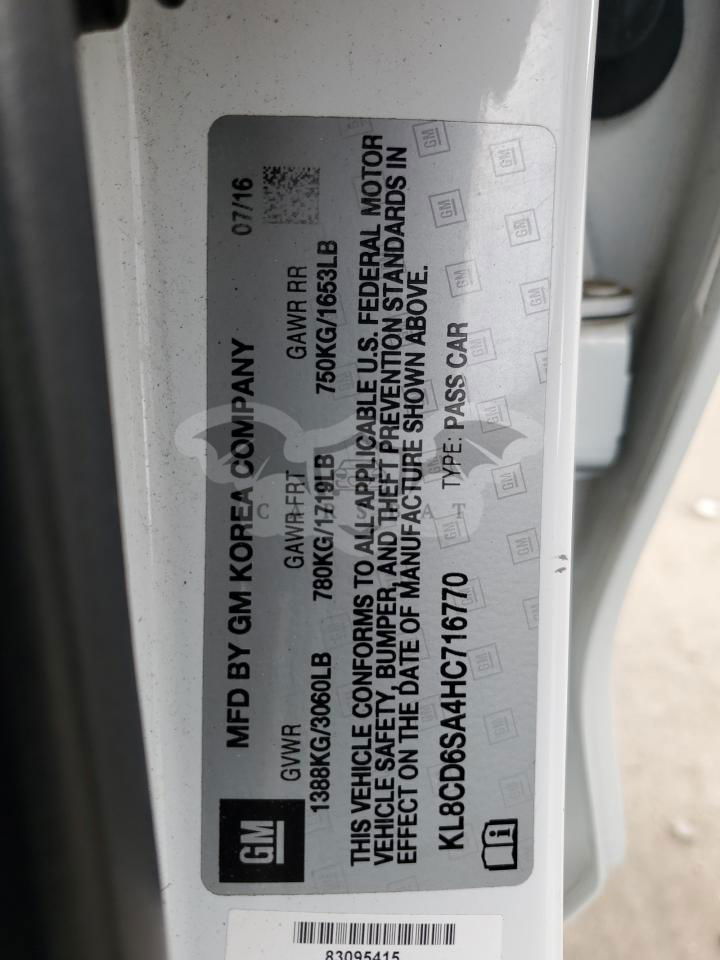 MFD BY GM KOREA COMPANY 07/16
GVWR GAWR FRT GAWR RR
1388KG/3060LB 780KG/1719LB 750KG/1653LB
THIS VEHICLE CONFORMS TO ALL APPLICABLE U.S. FEDERAL MOTOR
VEHICLE SAFETY, BUMPER, AND THEFT PREVENTION STANDARDS IN
EFFECT ON THE DATE OF MANUFACTURE SHOWN ABOVE.
KL8CD6SA4HC716770 TYPE: PASS CAR
GM
83095415